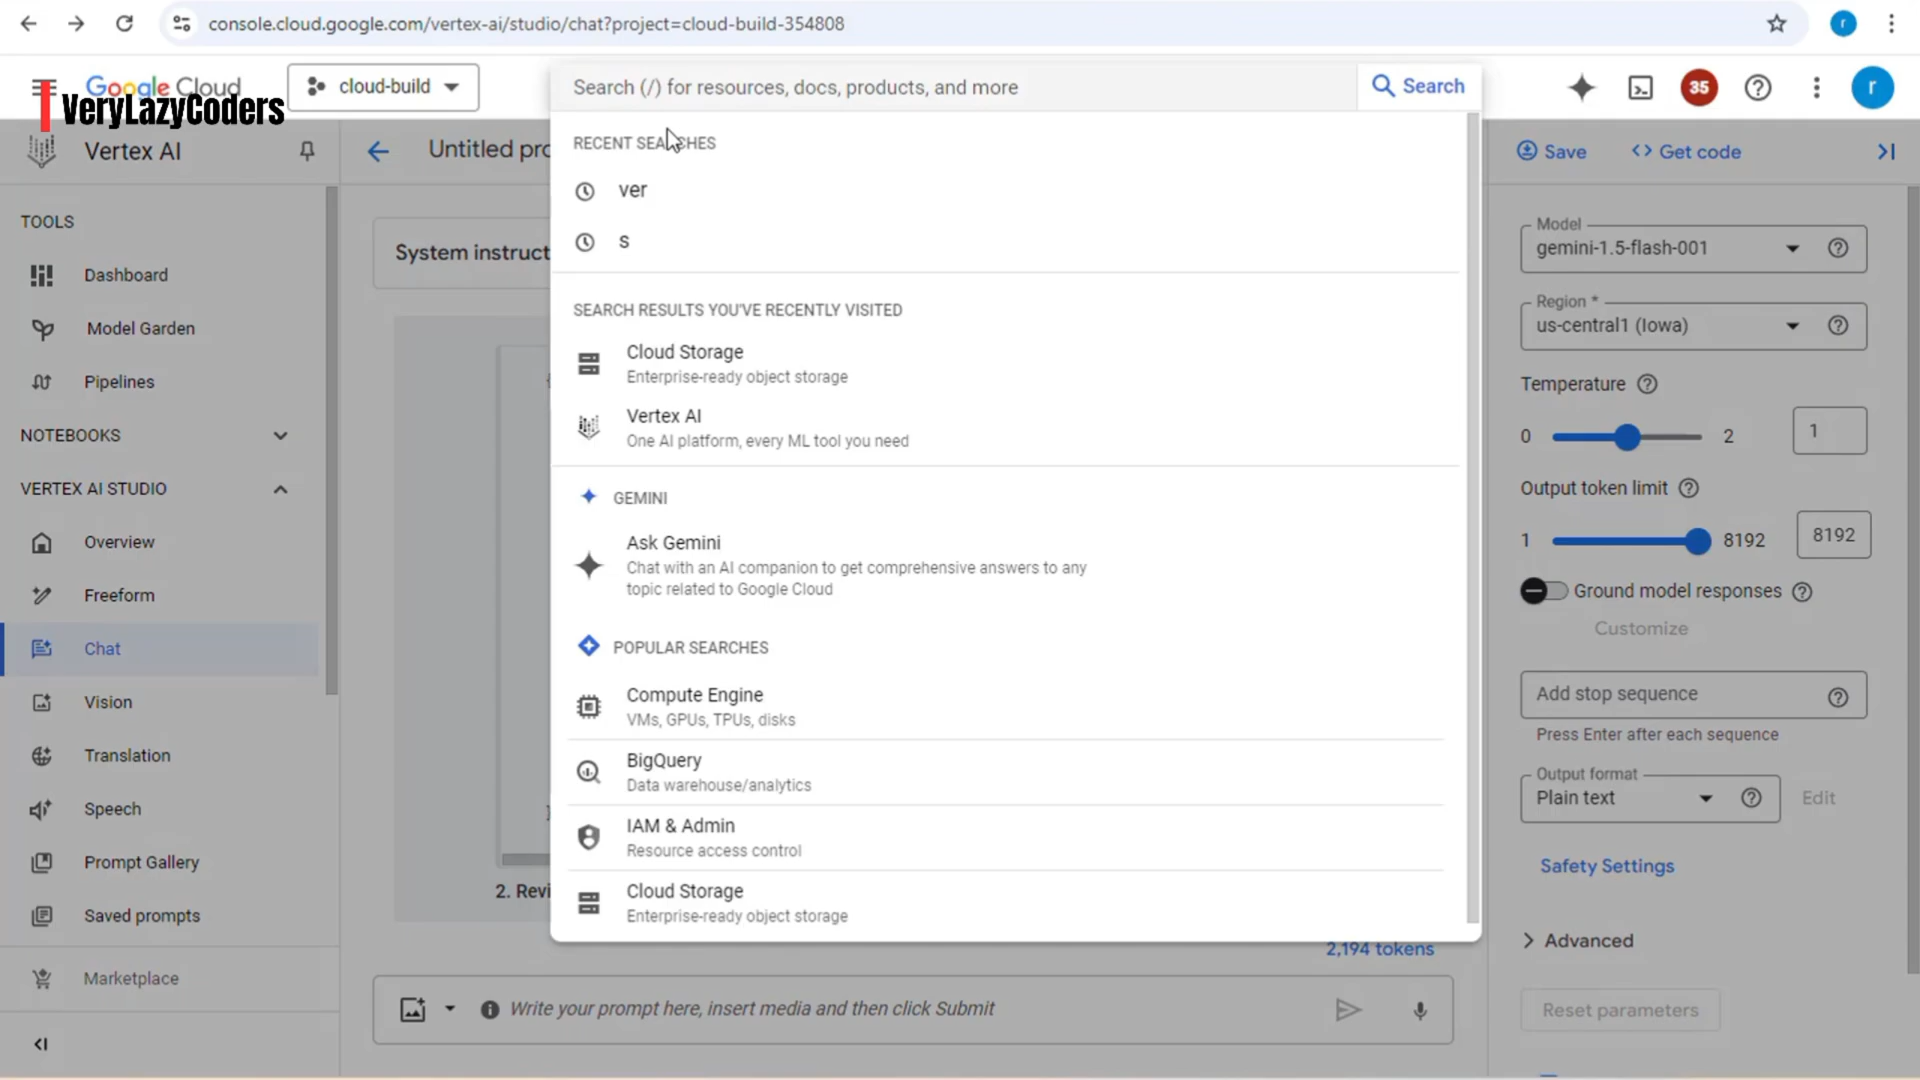 console.cloud.google.com/vertex-ai/studio/chat?project=cloud-build-354808
r
Google Cloud
VeryLazyCoders
cloud-build
Search (/) for resources, docs, products, and more
Search
35
r
Vertex AI
Untitled pro
Save
Get code
TOOLS
Dashboard
Model Garden
Pipelines
NOTEBOOKS
VERTEX AI STUDIO
Overview
Freeform
Chat
Vision
Translation
Speech
Prompt Gallery
Saved prompts
Marketplace
System instruct
2. Revi
RECENT SEARCHES
ver
s
SEARCH RESULTS YOU'VE RECENTLY VISITED
Cloud Storage
Enterprise-ready object storage
Vertex AI
One AI platform, every ML tool you need
GEMINI
Ask Gemini
Chat with an AI companion to get comprehensive answers to any
topic related to Google Cloud
POPULAR SEARCHES
Compute Engine
VMs, GPUs, TPUs, disks
BigQuery
Data warehouse/analytics
IAM & Admin
Resource access control
Cloud Storage
Enterprise-ready object storage
2,194 tokens
Write your prompt here, insert media and then click Submit
Model
gemini-1.5-flash-001
Region *
us-central1 (Iowa)
Temperature
0
2
1
Output token limit
1
8192
8192
Ground model responses
Customize
Add stop sequence
Press Enter after each sequence
Output format
Plain text
Edit
Safety Settings
Advanced
Reset parameters